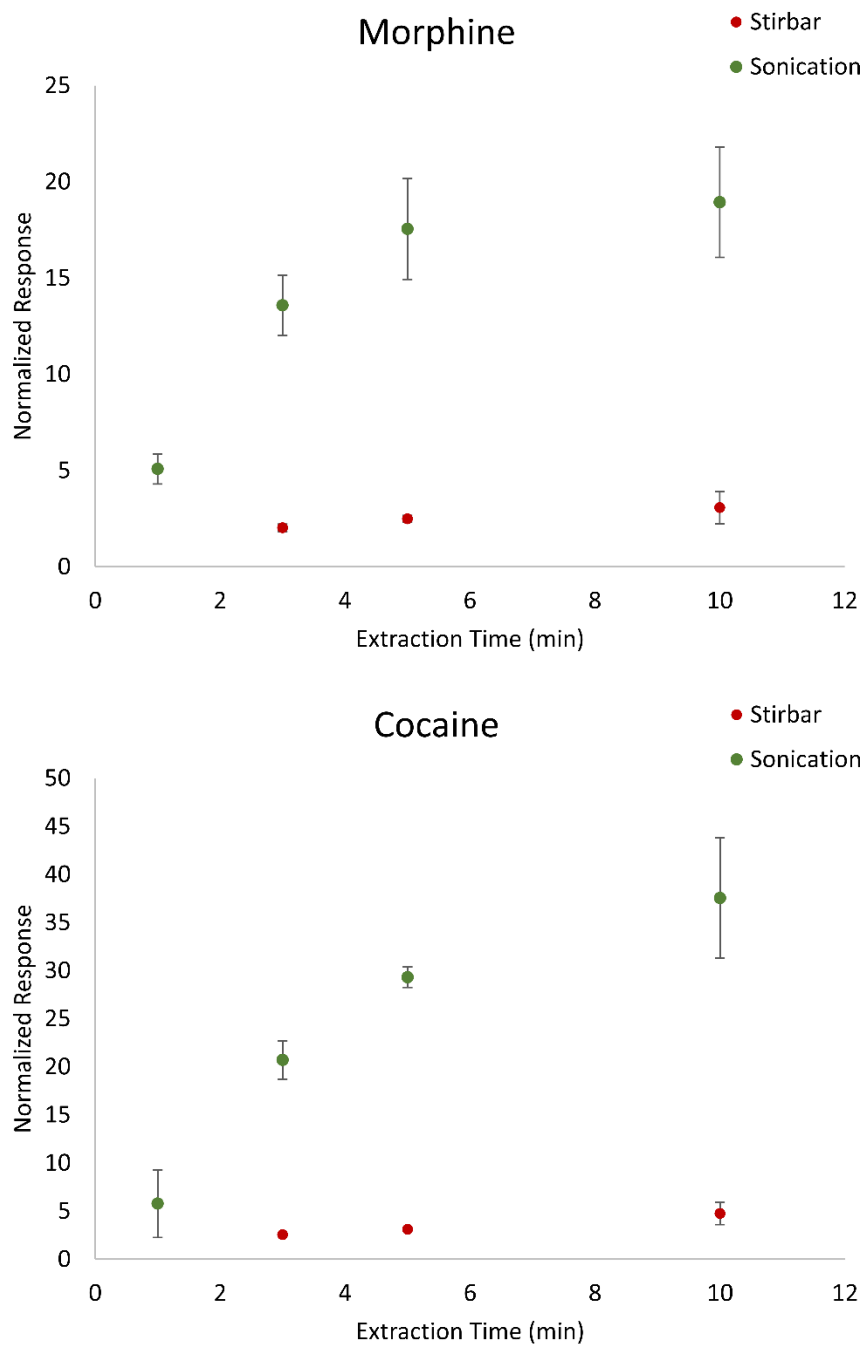 Morphine
Stirbar
Sonication
25
20
15
10
5
0
Normalized Response
0 2 4 6 8 10 12
Extraction Time (min)
Cocaine
Stirbar
Sonication
50
45
40
35
30
25
20
15
10
5
0
Normalized Response
0 2 4 6 8 10 12
Extraction Time (min)